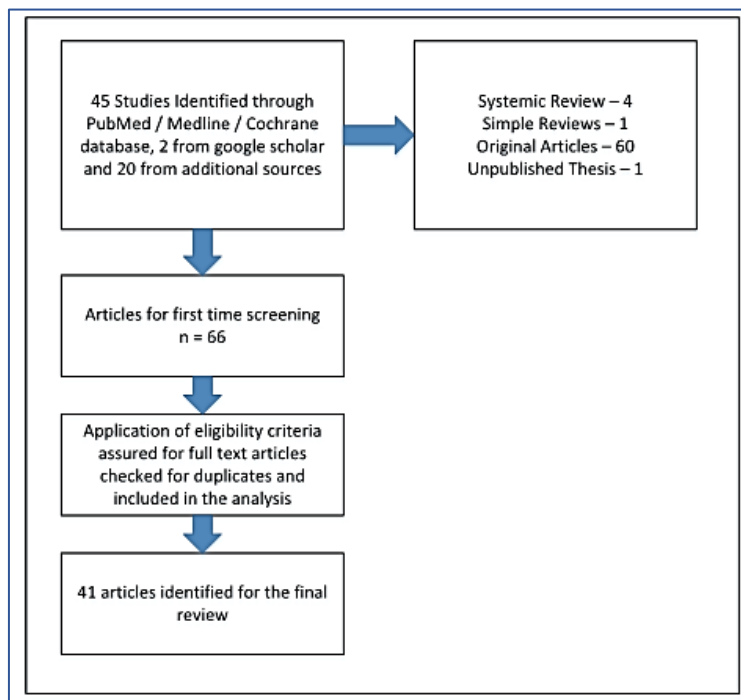 45 Studies Identified through
PubMed / Medline / Cochrane
database, 2 from google scholar
and 20 from additional sources
Systemic Review – 4
Simple Reviews – 1
Original Articles – 60
Unpublished Thesis – 1
Articles for first time screening
n = 66
Application of eligibility criteria
assured for full text articles
checked for duplicates and
included in the analysis
41 articles identified for the final
review